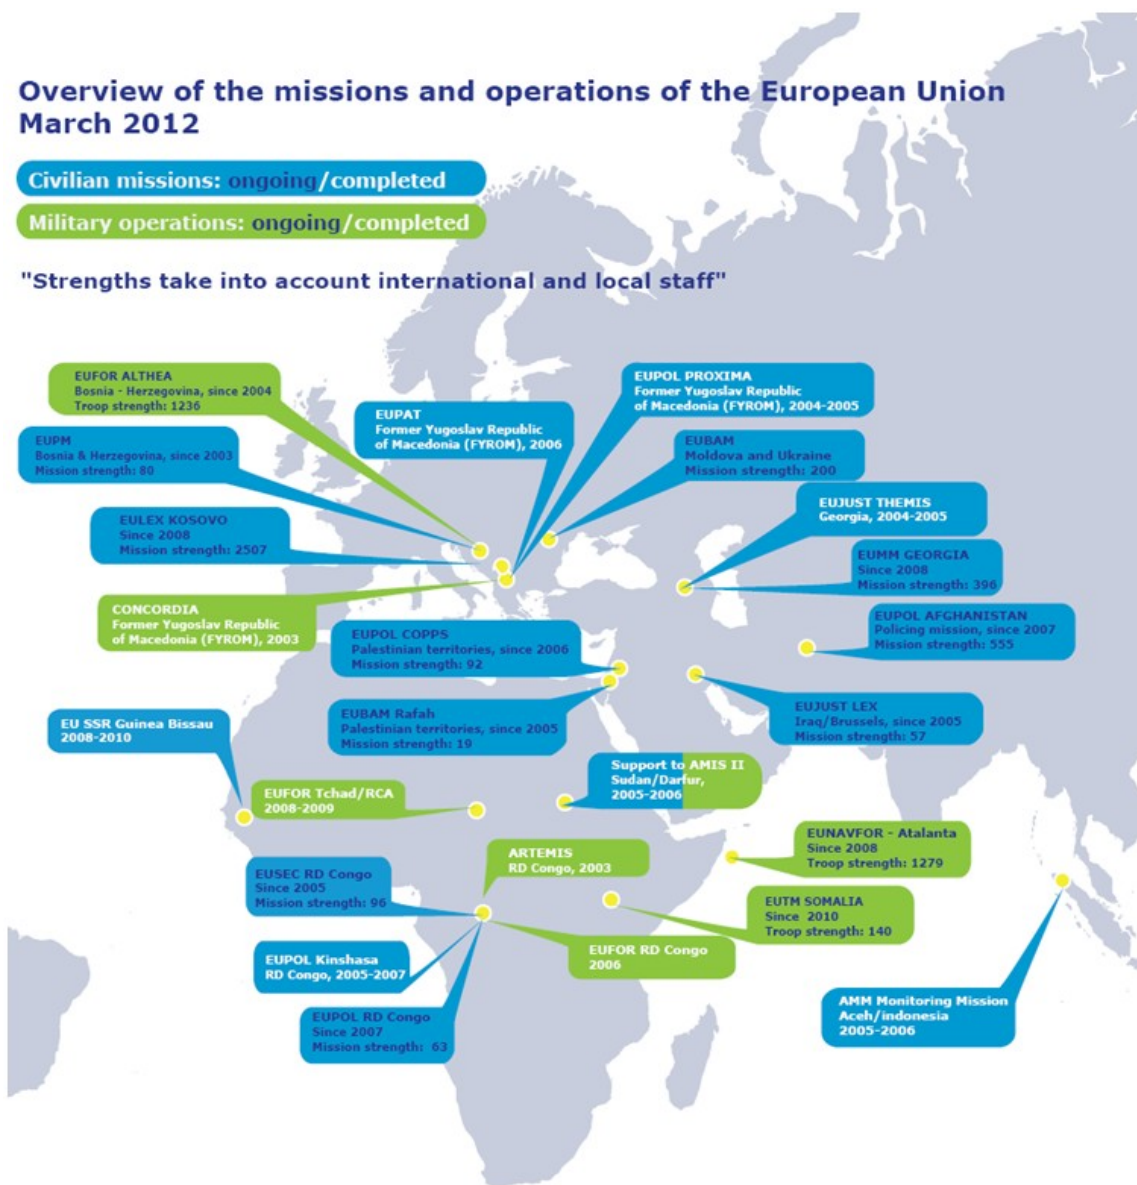 Overview of the missions and operations of the European Union
March 2012
Civilian missions: ongoing/completed
Military operations: ongoing/completed
"Strengths take into account international and local staff"
EUFOR ALTHEA
Bosnia - Herzegovina, since 2004
Troop strength: 1236
EUPM
Bosnia & Herzegovina, since 2003
Mission strength: 80
EULEX KOSOVO
Since 2008
Mission strength: 2507
CONCORDIA
Former Yugoslav Republic
of Macedonia (FYROM), 2003
EUPAT
Former Yugoslav Republic
of Macedonia (FYROM), 2006
EUPOL PROXIMA
Former Yugoslav Republic
of Macedonia (FYROM), 2004-2005
EUBAM
Moldova and Ukraine
Mission strength: 200
EUJUST THEMIS
Georgia, 2004-2005
EUMM GEORGIA
Since 2008
Mission strength: 396
EUPOL AFGHANISTAN
Policing mission, since 2007
Mission strength: 555
EUPOL COPPS
Palestinian territories, since 2006
Mission strength: 92
EUBAM Rafah
Palestinian territories, since 2005
Mission strength: 19
EUJUST LEX
Iraq/Brussels, since 2005
Mission strength: 57
EU SSR Guinea Bissau
2008-2010
EUFOR Tchad/RCA
2008-2009
Support to AMIS II
Sudan/Darfur,
2005-2006
ARTEMIS
RD Congo, 2003
EUNAVFOR - Atalanta
Since 2008
Troop strength: 1279
EUSEC RD Congo
Since 2005
Mission strength: 96
EUTM SOMALIA
Since 2010
Troop strength: 140
EUPOL Kinshasa
RD Congo, 2005-2007
EUFOR RD Congo
2006
EUPOL RD Congo
Since 2007
Mission strength: 63
AMM Monitoring Mission
Aceh/indonesia
2005-2006